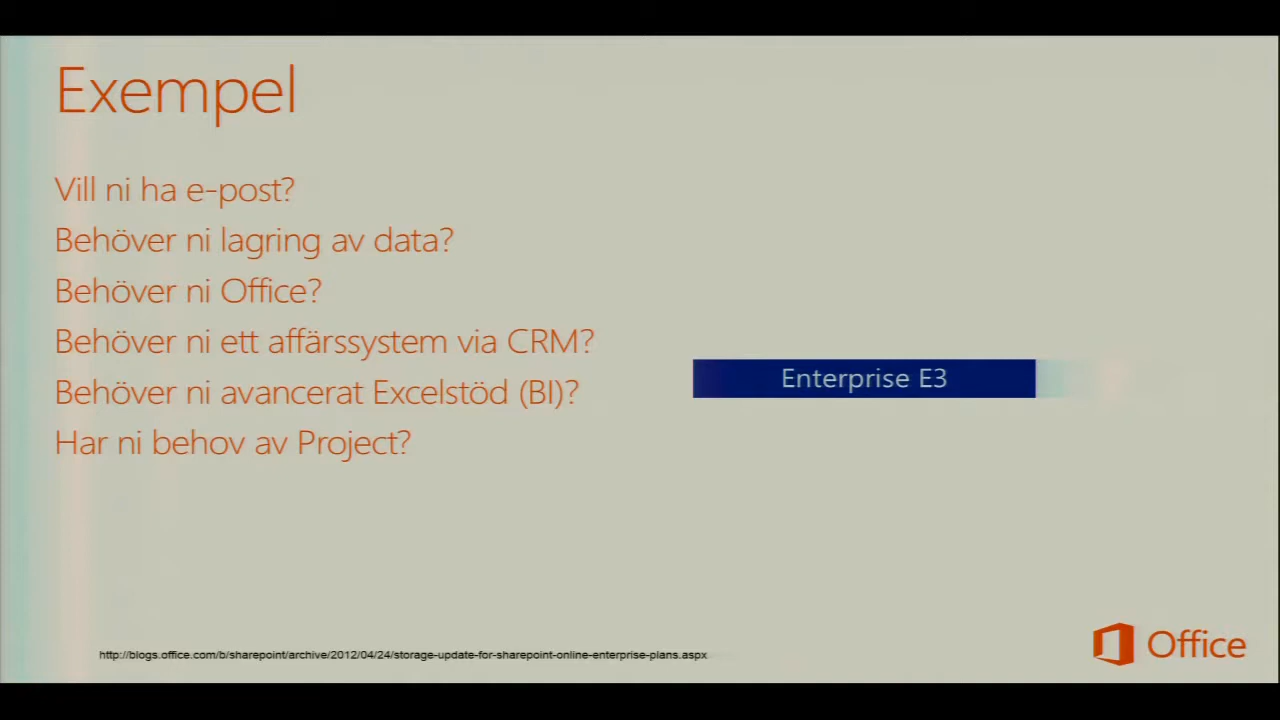 Exempel
Vill ni ha e-post?
Behöver ni lagring av data?
Behöver ni Office?
Behöver ni ett affärssystem via CRM?
Behöver ni avancerat Excelstöd (BI)?
Har ni behov av Project?
Enterprise E3
http://blogs.office.com/b/sharepoint/archive/2012/04/24/storage-update-for-sharepoint-online-enterprise-plans.aspx
Office